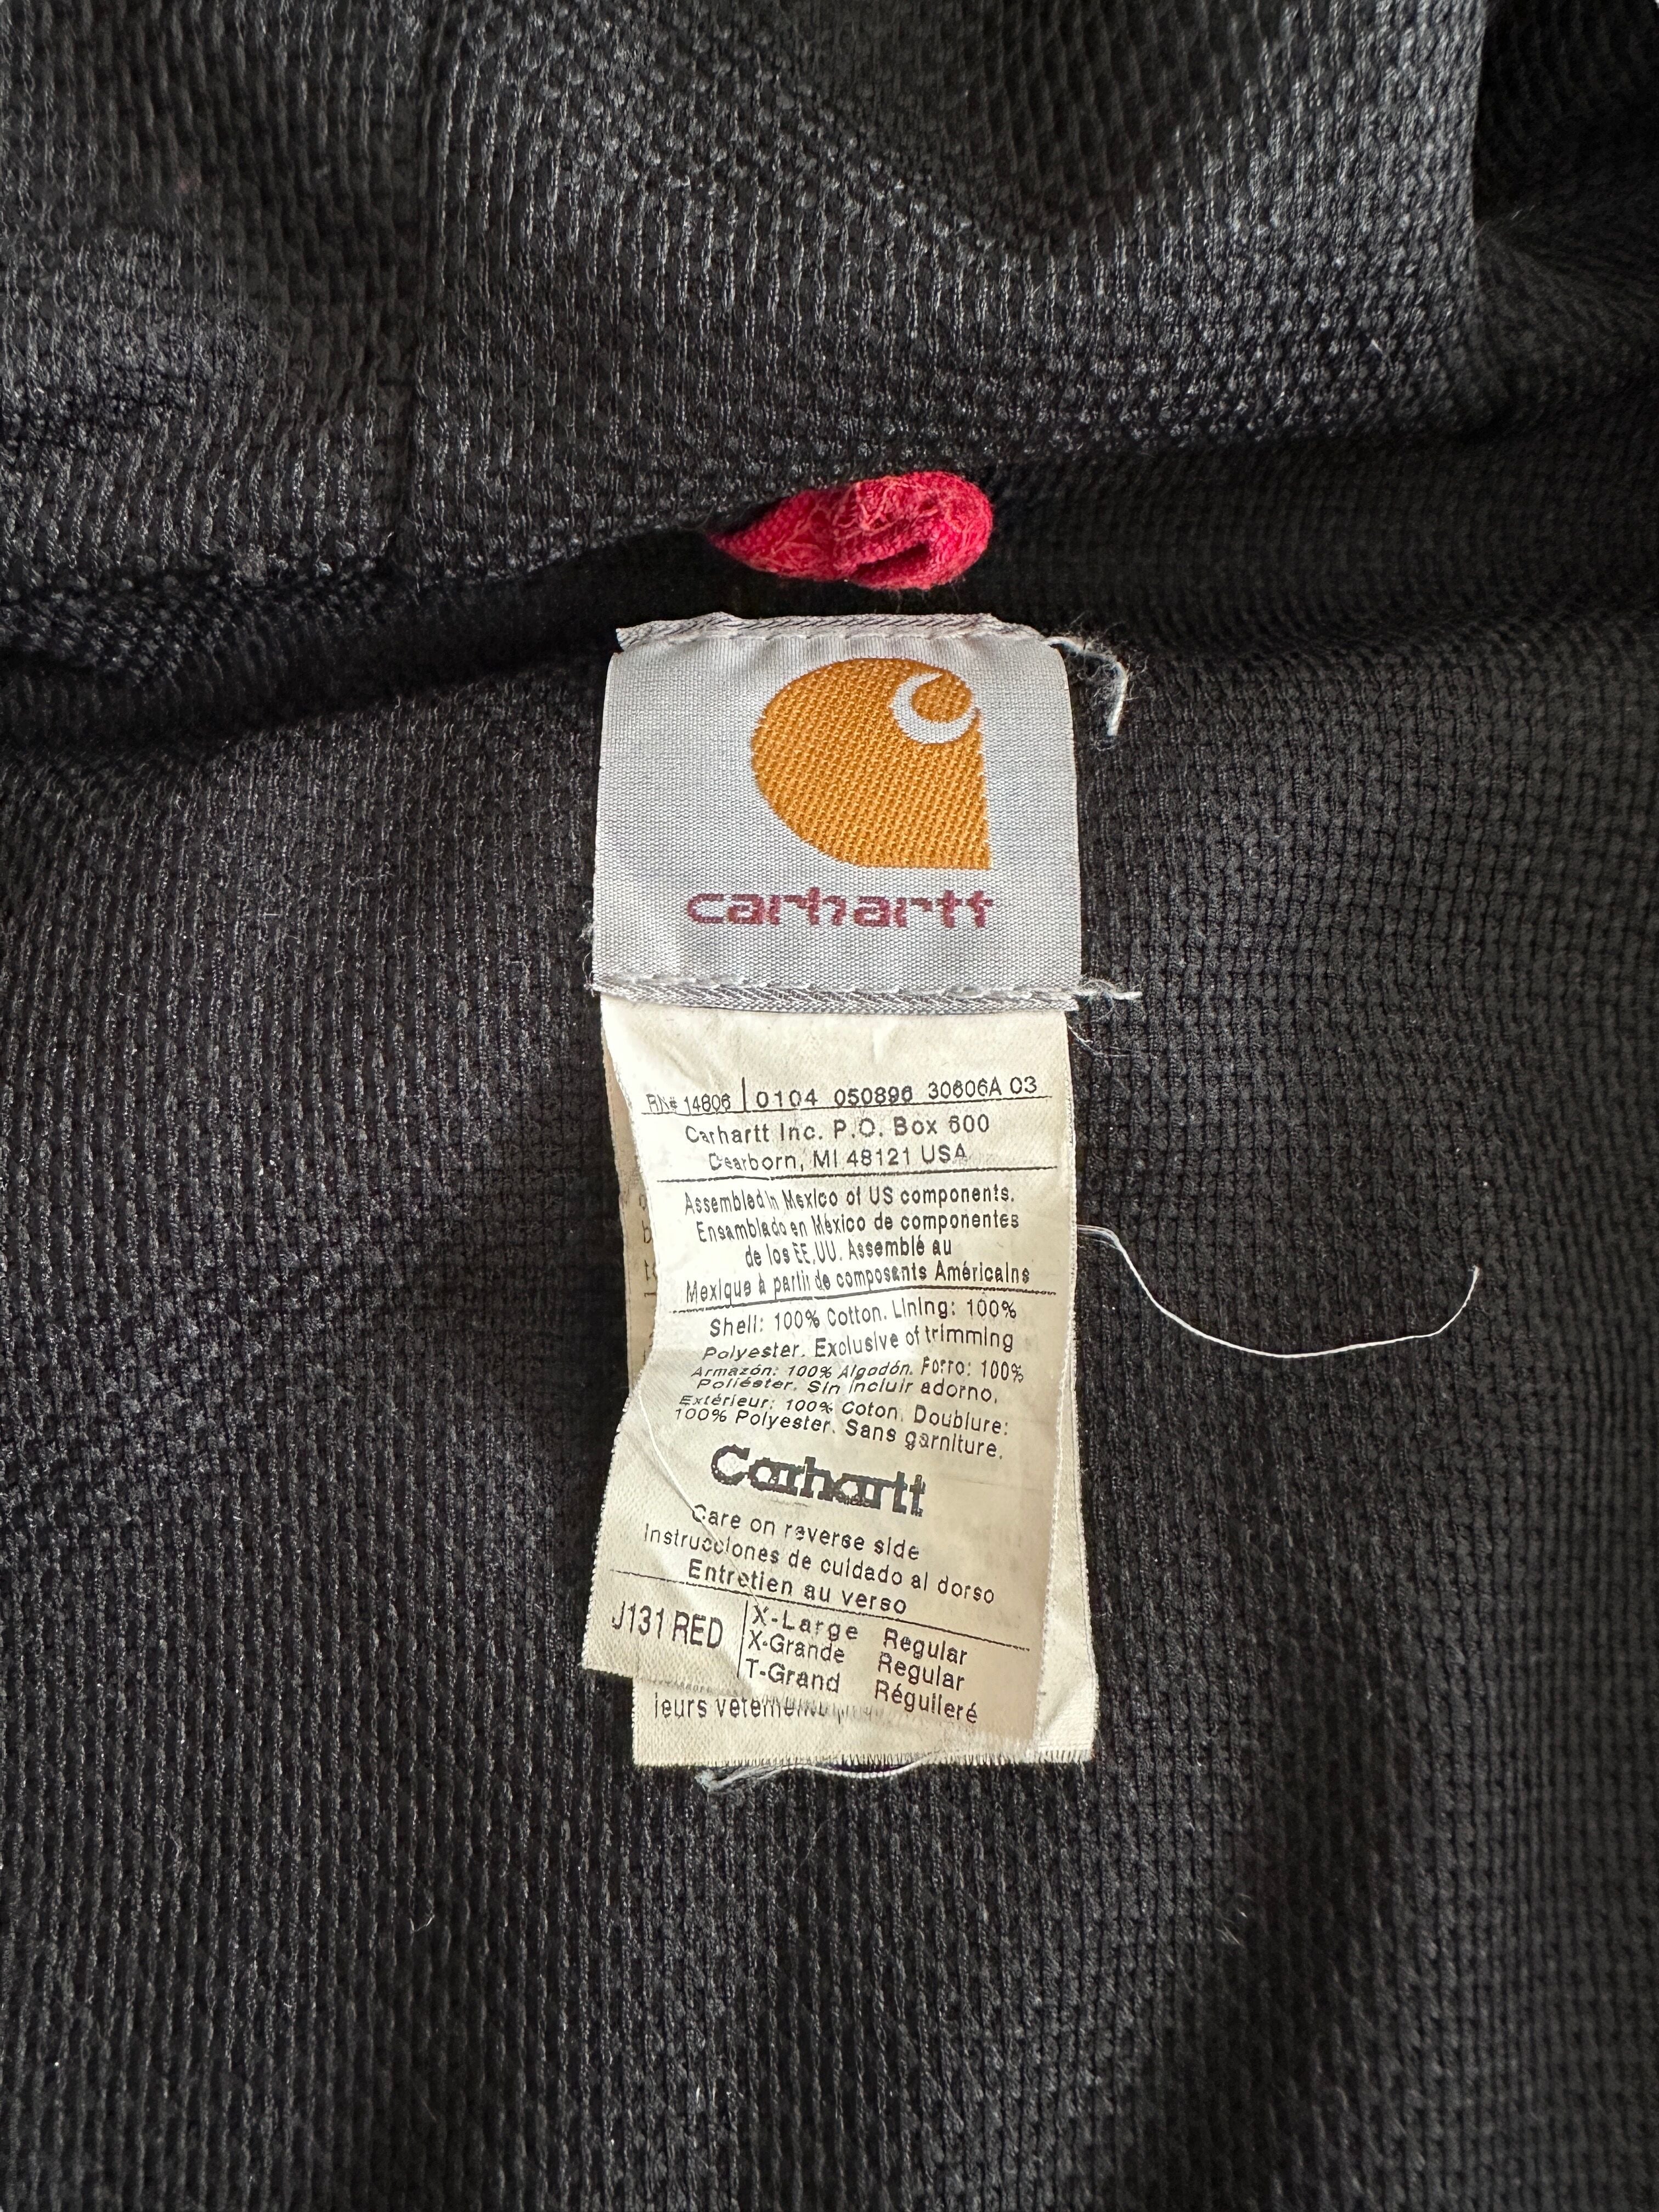 carhartt
RN# 14806 0104 050896 30606A 03
Carhartt Inc. P.O. Box 600
Dearborn, MI 48121 USA
Assembled in Mexico of US components.
Ensamblado en México de componentes
de los EE.UU. Assemblé au
Mexique à partir de composants Américains
Shell: 100% Cotton. Lining: 100%
Polyester. Exclusive of trimming
Armazón: 100% Algodón. Forro: 100%
Poliéster. Sin incluir adorno.
Extérieur: 100% Coton. Doublure:
100% Polyester. Sans garniture.
Carhartt
Care on reverse side
Instrucciones de cuidado al dorso
Entretien au verso
J131 RED
X-Large Regular
X-Grande Regular
T-Grand Régulieré
leurs vêtements